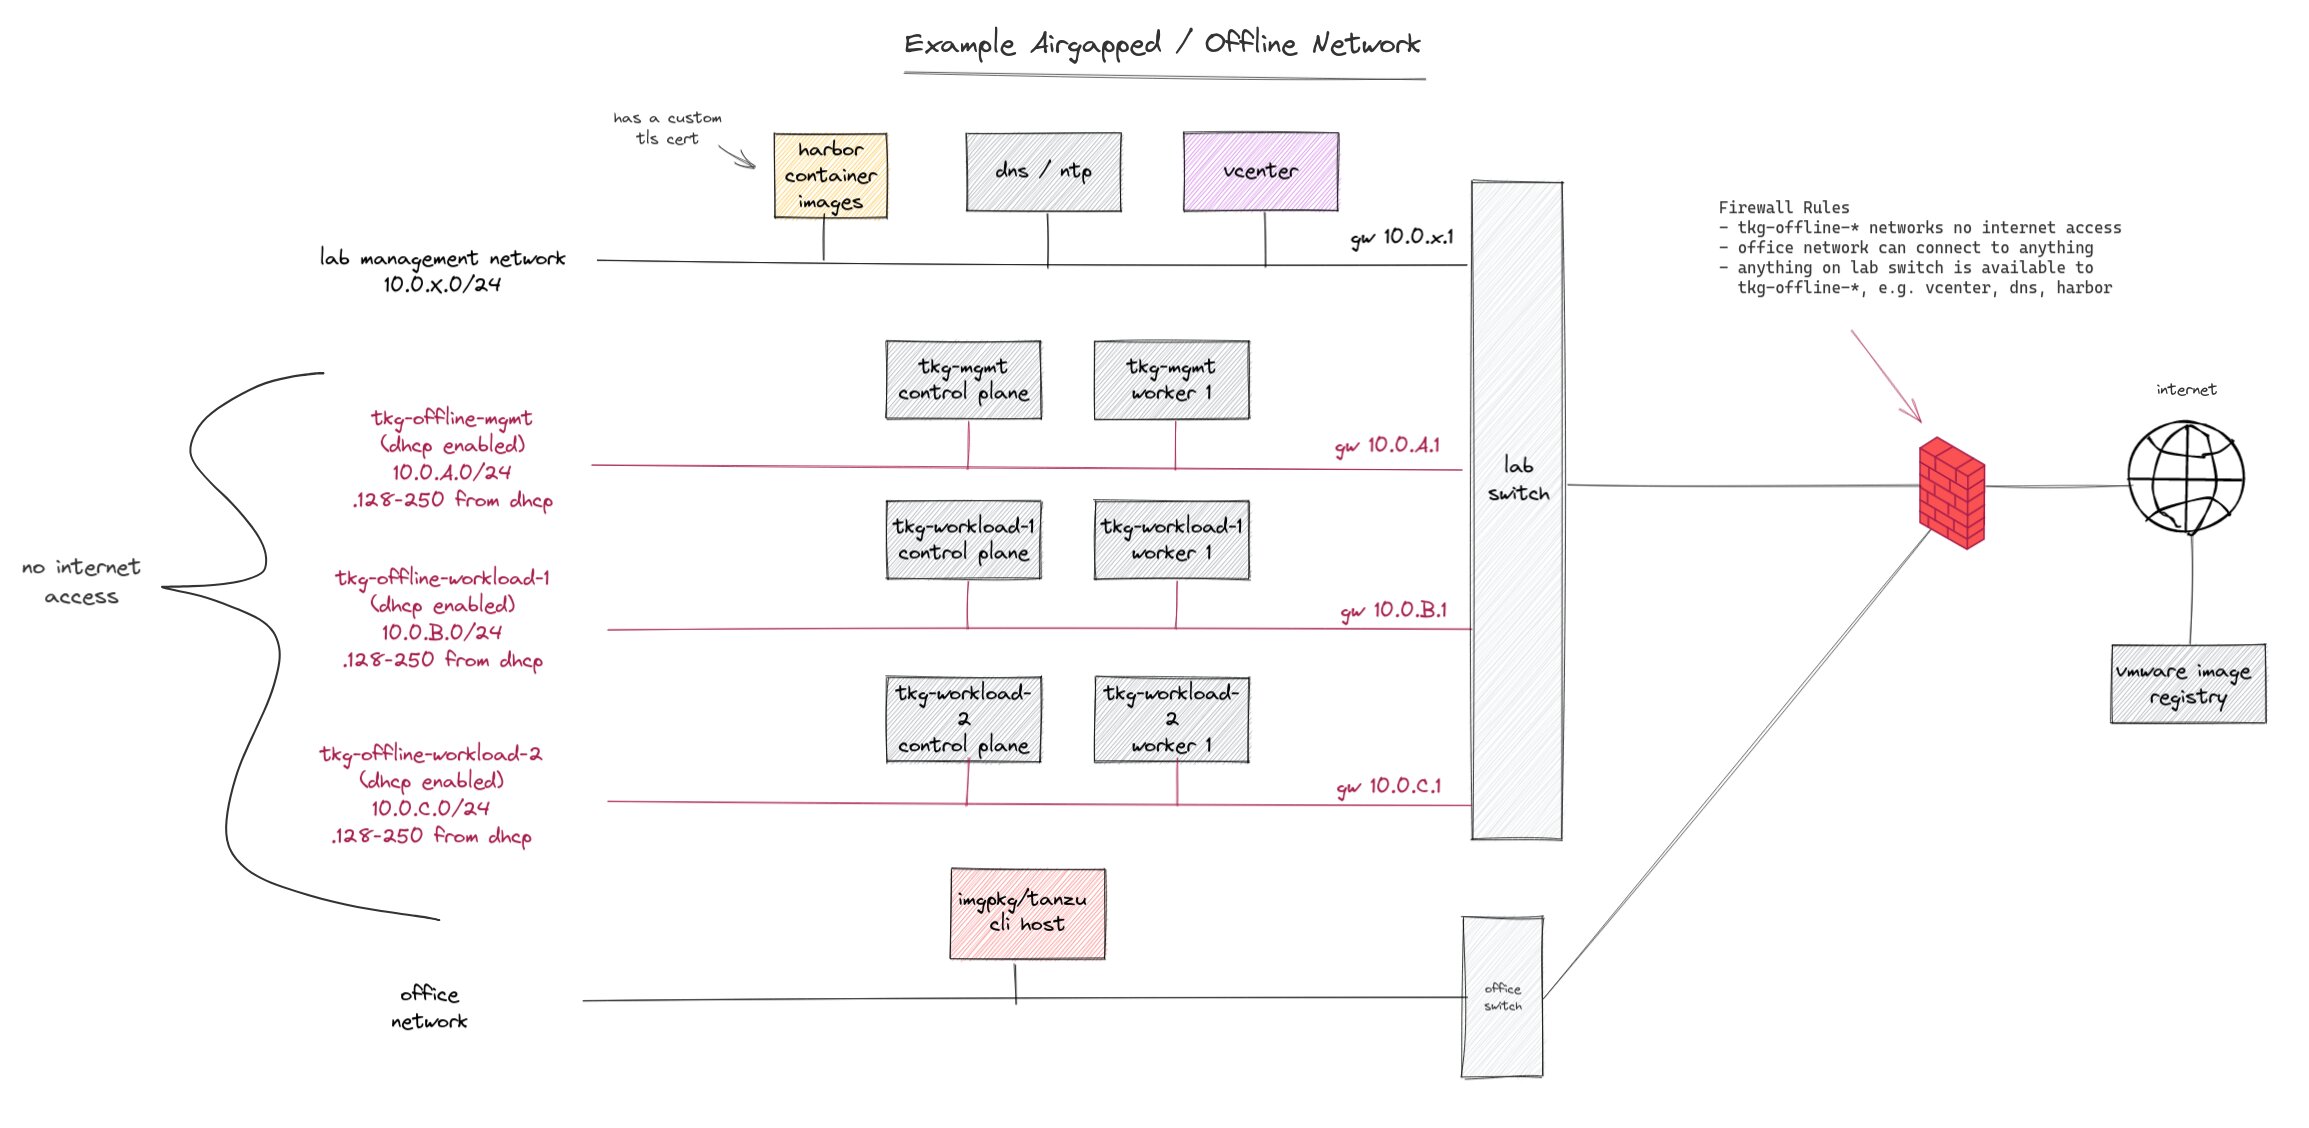 Example Airgapped / Offline Network
has a custom
tls cert
harbor
container
images
dns / ntp
vcenter
gw 10.0.x.1
lab management network
10.0.x.0/24
Firewall Rules
- tkg-offline-* networks no internet access
- office network can connect to anything
- anything on lab switch is available to
tkg-offline-*, e.g. vcenter, dns, harbor
tkg-mgmt
control plane
tkg-mgmt
worker 1
tkg-offline-mgmt
(dhcp enabled)
10.0.A.0/24
.128-250 from dhcp
gw 10.0.A.1
lab
switch
internet
tkg-workload-1
control plane
tkg-workload-1
worker 1
no internet
access
tkg-offline-workload-1
(dhcp enabled)
10.0.B.0/24
.128-250 from dhcp
gw 10.0.B.1
vmware image
registry
tkg-workload-
2
control plane
tkg-workload-
2
worker 1
tkg-offline-workload-2
(dhcp enabled)
10.0.C.0/24
.128-250 from dhcp
gw 10.0.C.1
imgpkg/tanzu
cli host
office
network
office
switch